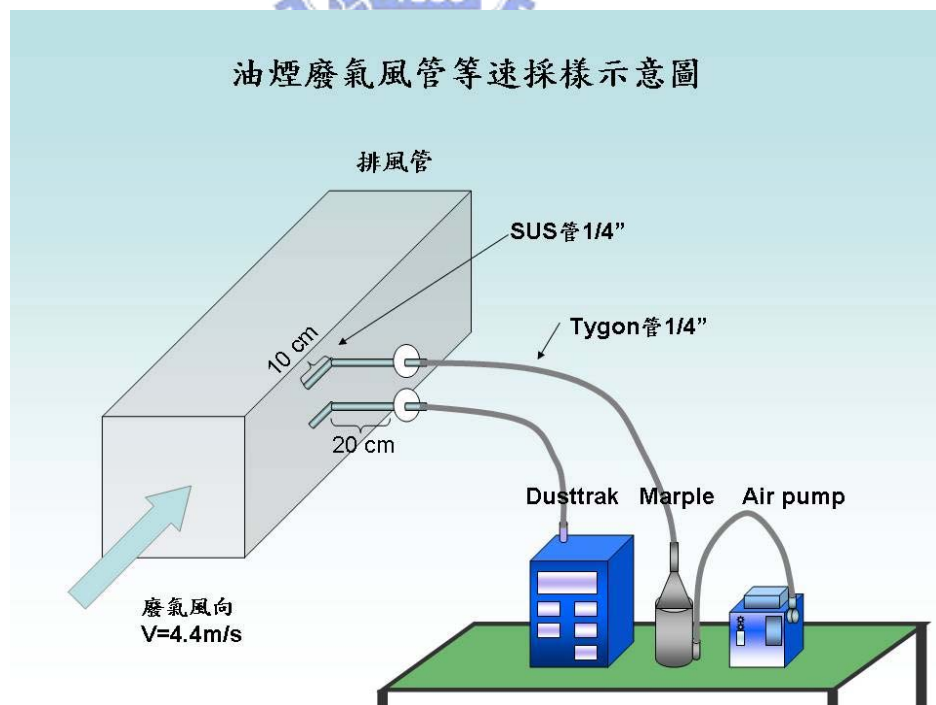 油煙廢氣風管等速採樣示意圖
排風管
SUS管1/4”
Tygon管1/4”
10 cm
20 cm
Dusttrak Marple Air pump
廢氣風向
V=4.4m/s